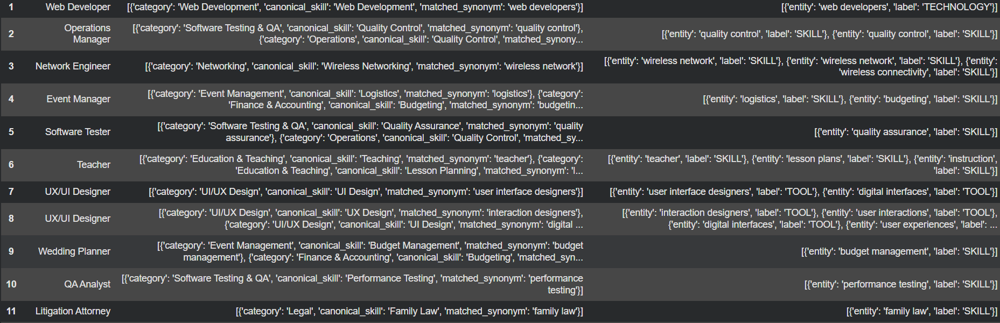 1 Web Developer [{'category': 'Web Development', 'canonical_skill': 'Web Development', 'matched_synonym': 'web developers'}] [{'entity': 'web developers', 'label': 'TECHNOLOGY'}]
2 Operations Manager [{'category': 'Software Testing & QA', 'canonical_skill': 'Quality Control', 'matched_synonym': 'quality control'},
{'category': 'Operations', 'canonical_skill': 'Quality Control', 'matched_synony... [{'entity': 'quality control', 'label': 'SKILL'}, {'entity': 'quality control', 'label': 'SKILL'}]
3 Network Engineer [{'category': 'Networking', 'canonical_skill': 'Wireless Networking', 'matched_synonym': 'wireless network'}] [{'entity': 'wireless network', 'label': 'SKILL'}, {'entity': 'wireless network', 'label': 'SKILL'}, {'entity':
'wireless connectivity', 'label': 'SKILL'}]
4 Event Manager [{'category': 'Event Management', 'canonical_skill': 'Logistics', 'matched_synonym': 'logistics'}, {'category':
'Finance & Accounting', 'canonical_skill': 'Budgeting', 'matched_synonym': 'budgetin... [{'entity': 'logistics', 'label': 'SKILL'}, {'entity': 'budgeting', 'label': 'SKILL'}]
5 Software Tester [{'category': 'Software Testing & QA', 'canonical_skill': 'Quality Assurance', 'matched_synonym': 'quality
assurance'}, {'category': 'Operations', 'canonical_skill': 'Quality Control', 'matched_sy... [{'entity': 'quality assurance', 'label': 'SKILL'}]
6 Teacher [{'category': 'Education & Teaching', 'canonical_skill': 'Teaching', 'matched_synonym': 'teacher'}, {'category':
'Education & Teaching', 'canonical_skill': 'Lesson Planning', 'matched_synonym': 'l... [{'entity': 'teacher', 'label': 'SKILL'}, {'entity': 'lesson plans', 'label': 'SKILL'}, {'entity': 'instruction',
'label': 'SKILL'}]
7 UX/UI Designer [{'category': 'UI/UX Design', 'canonical_skill': 'UI Design', 'matched_synonym': 'user interface designers'}] [{'entity': 'user interface designers', 'label': 'TOOL'}, {'entity': 'digital interfaces', 'label': 'TOOL'}]
8 UX/UI Designer [{'category': 'UI/UX Design', 'canonical_skill': 'UX Design', 'matched_synonym': 'interaction designers'},
{'category': 'UI/UX Design', 'canonical_skill': 'UI Design', 'matched_synonym': 'digital ... [{'entity': 'interaction designers', 'label': 'TOOL'}, {'entity': 'user interactions', 'label': 'TOOL'},
{'entity': 'digital interfaces', 'label': 'TOOL'}, {'entity': 'user experiences', 'label': ...
9 Wedding Planner [{'category': 'Event Management', 'canonical_skill': 'Budget Management', 'matched_synonym': 'budget
management'}, {'category': 'Finance & Accounting', 'canonical_skill': 'Budgeting', 'matched_syn... [{'entity': 'budget management', 'label': 'SKILL'}]
10 QA Analyst [{'category': 'Software Testing & QA', 'canonical_skill': 'Performance Testing', 'matched_synonym': 'performance
testing'}] [{'entity': 'performance testing', 'label': 'SKILL'}]
11 Litigation Attorney [{'category': 'Legal', 'canonical_skill': 'Family Law', 'matched_synonym': 'family law'}] [{'entity': 'family law', 'label': 'SKILL'}]